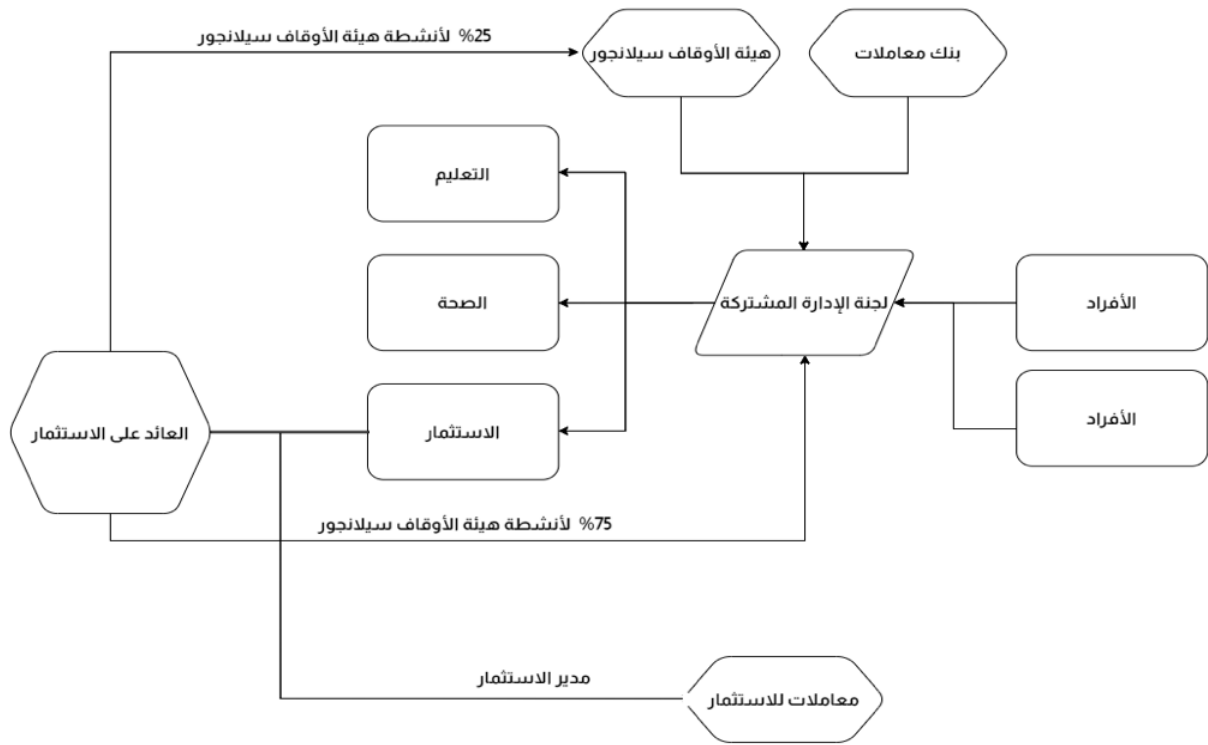 %25 لأنشطة هيئة الأوقاف سيلانجور
هيئة الأوقاف سيلانجور
بنك معاملات
التعليم
الصحة
لجنة الإدارة المشتركة
الأفراد
الأفراد
الاستثمار
العائد على الاستثمار
%75 لأنشطة هيئة الأوقاف سيلانجور
مدير الاستثمار
معاملات للاستثمار